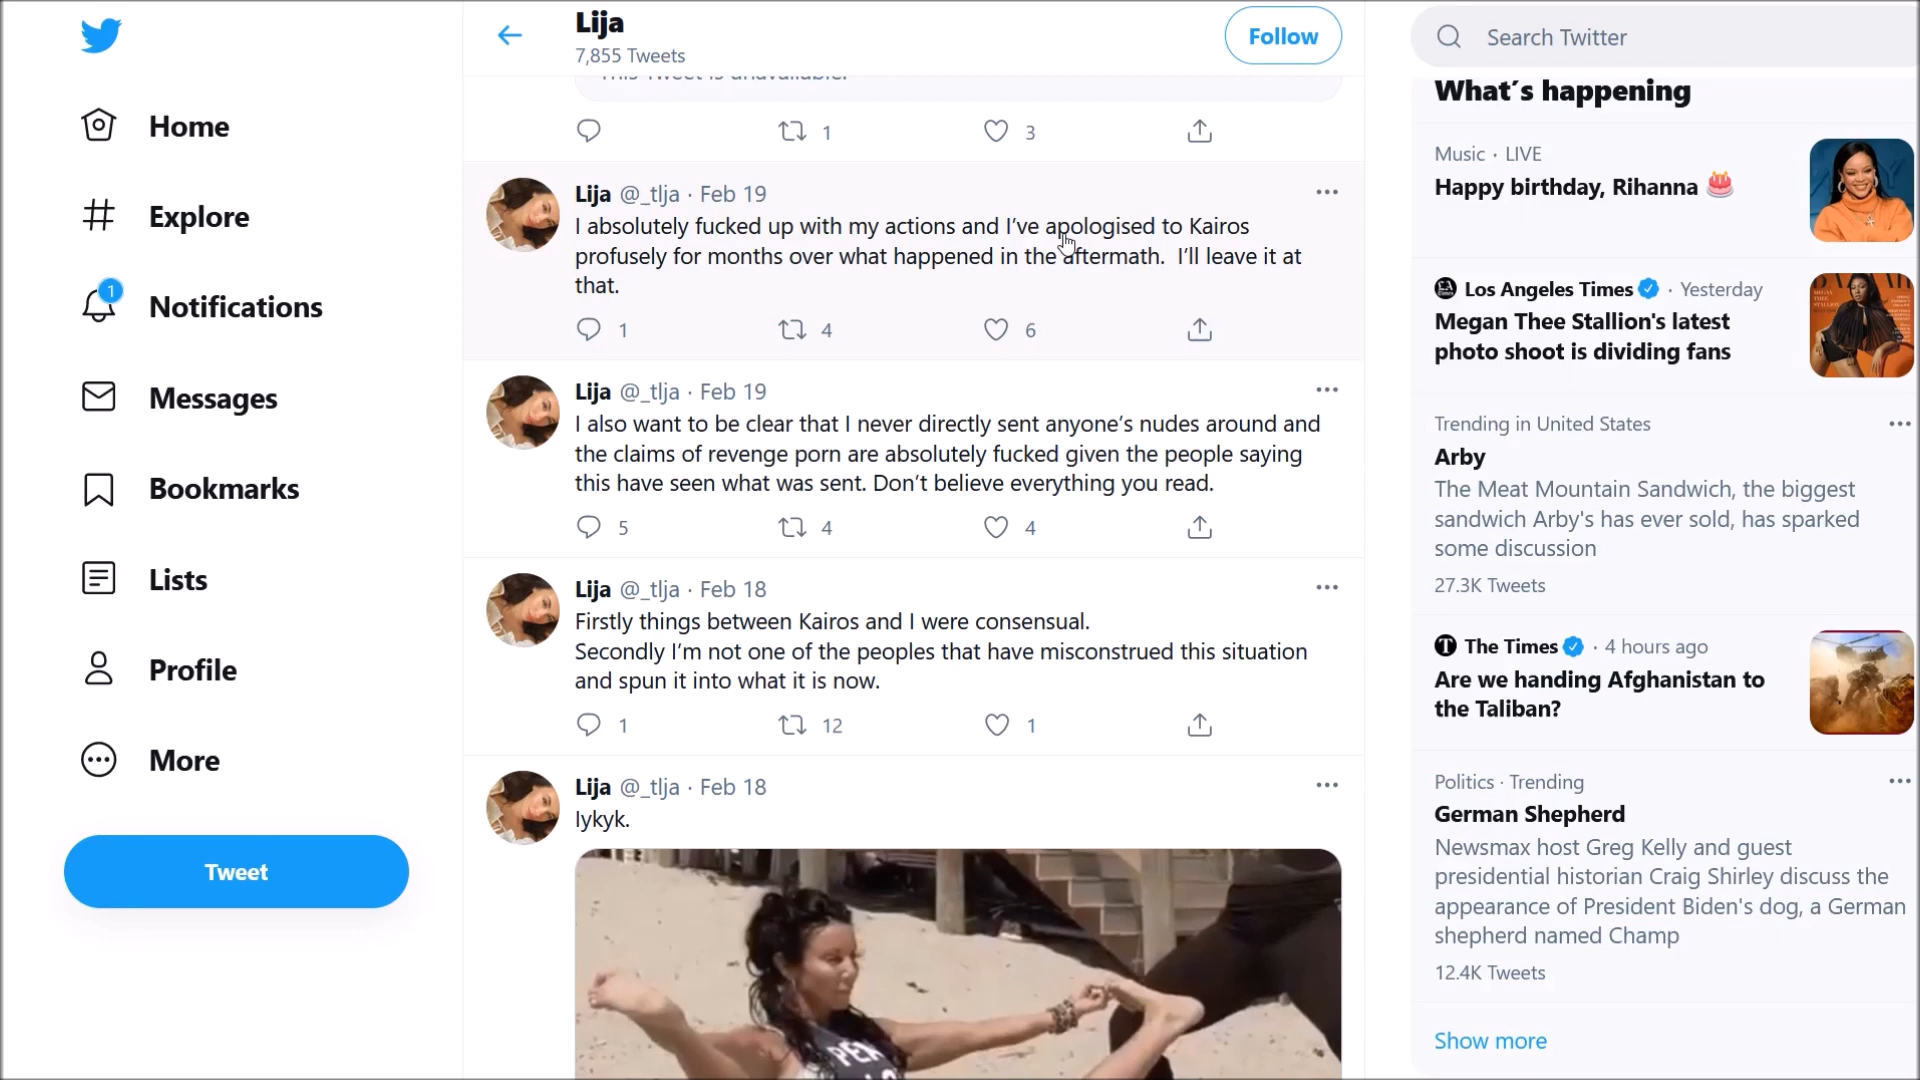 Home
Explore
1
Notifications
Messages
Bookmarks
Lists
Profile
More
Tweet
Lija
7,855 Tweets
Follow
This Tweet is unavailable.
1
3
Lija @_tlja · Feb 19
I absolutely fucked up with my actions and I've apologised to Kairos
profusely for months over what happened in the aftermath. I'll leave it at
that.
1
4
6
Lija @_tlja · Feb 19
I also want to be clear that I never directly sent anyone's nudes around and
the claims of revenge porn are absolutely fucked given the people saying
this have seen what was sent. Don't believe everything you read.
5
4
4
Lija @_tlja · Feb 18
Firstly things between Kairos and I were consensual.
Secondly I'm not one of the peoples that have misconstrued this situation
and spun it into what it is now.
1
12
1
Lija @_tlja · Feb 18
Iykyk.
Search Twitter
What's happening
Music · LIVE
Happy birthday, Rihanna 🎂
Los Angeles Times · Yesterday
Megan Thee Stallion's latest
photo shoot is dividing fans
Trending in United States
Arby
The Meat Mountain Sandwich, the biggest
sandwich Arby's has ever sold, has sparked
some discussion
27.3K Tweets
The Times · 4 hours ago
Are we handing Afghanistan to
the Taliban?
Politics · Trending
German Shepherd
Newsmax host Greg Kelly and guest
presidential historian Craig Shirley discuss the
appearance of President Biden's dog, a German
shepherd named Champ
12.4K Tweets
Show more